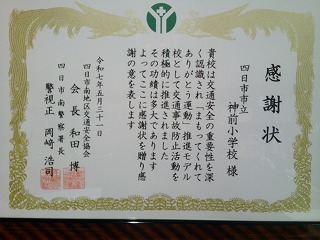 感謝状
四日市市立
神前小学校 様
貴校は交通安全の重要性を深
く認識され「まもってくれて
ありがとう運動」推進モデル
校として交通事故防止活動を
積極的に推進されました
その功績は多大であります
よってここに感謝状を贈り感
謝の意を表します
令和七年五月三十一日
四日市南地区交通安全協会
会長 和田 博
四日市南警察署長
警視正 岡﨑 浩司